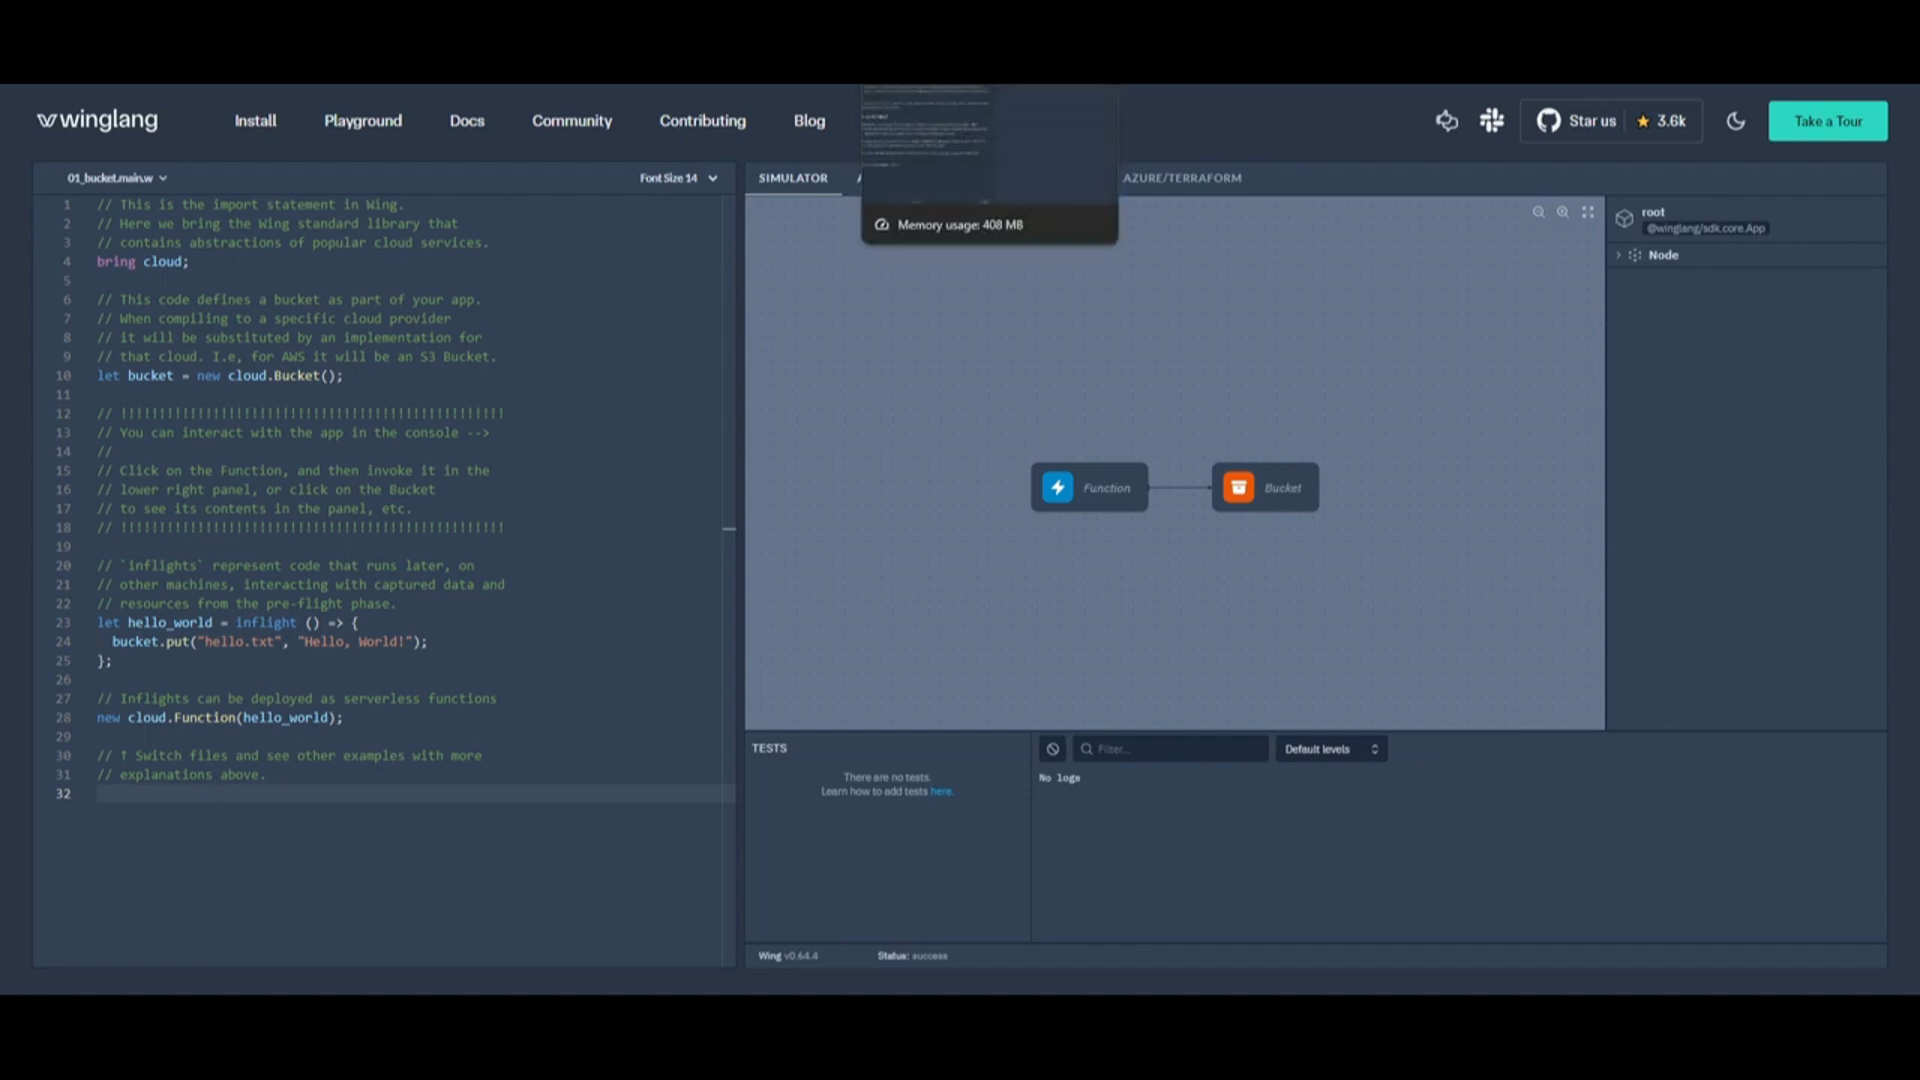 winglang
Install
Playground
Docs
Community
Contributing
Blog
Star us
3.6k
Take a Tour
01_bucket.main.w
Font Size 14
1 // This is the import statement in Wing.
2 // Here we bring the Wing standard library that
3 // contains abstractions of popular cloud services.
4 bring cloud;
5
6 // This code defines a bucket as part of your app.
7 // When compiling to a specific cloud provider
8 // it will be substituted by an implementation for
9 // that cloud. I.e, for AWS it will be an S3 Bucket.
10 let bucket = new cloud.Bucket();
11
12 // !!!!!!!!!!!!!!!!!!!!!!!!!!!!!!!!!!!!!!!!!!!!!!!!!!
13 // You can interact with the app in the console -->
14 //
15 // Click on the Function, and then invoke it in the
16 // lower right panel, or click on the Bucket
17 // to see its contents in the panel, etc.
18 // !!!!!!!!!!!!!!!!!!!!!!!!!!!!!!!!!!!!!!!!!!!!!!!!!!
19
20 // `inflights` represent code that runs later, on
21 // other machines, interacting with captured data and
22 // resources from the pre-flight phase.
23 let hello_world = inflight () => {
24 bucket.put("hello.txt", "Hello, World!");
25 };
26
27 // Inflights can be deployed as serverless functions
28 new cloud.Function(hello_world);
29
30 // ↑ Switch files and see other examples with more
31 // explanations above.
32
SIMULATOR
AZURE/TERRAFORM
Memory usage: 408 MB
Function
Bucket
root
@winglang/sdk.core.App
Node
TESTS
There are no tests.
Learn how to add tests here.
Filter...
Default levels
No logs
Wing v0.64.4
Status: success